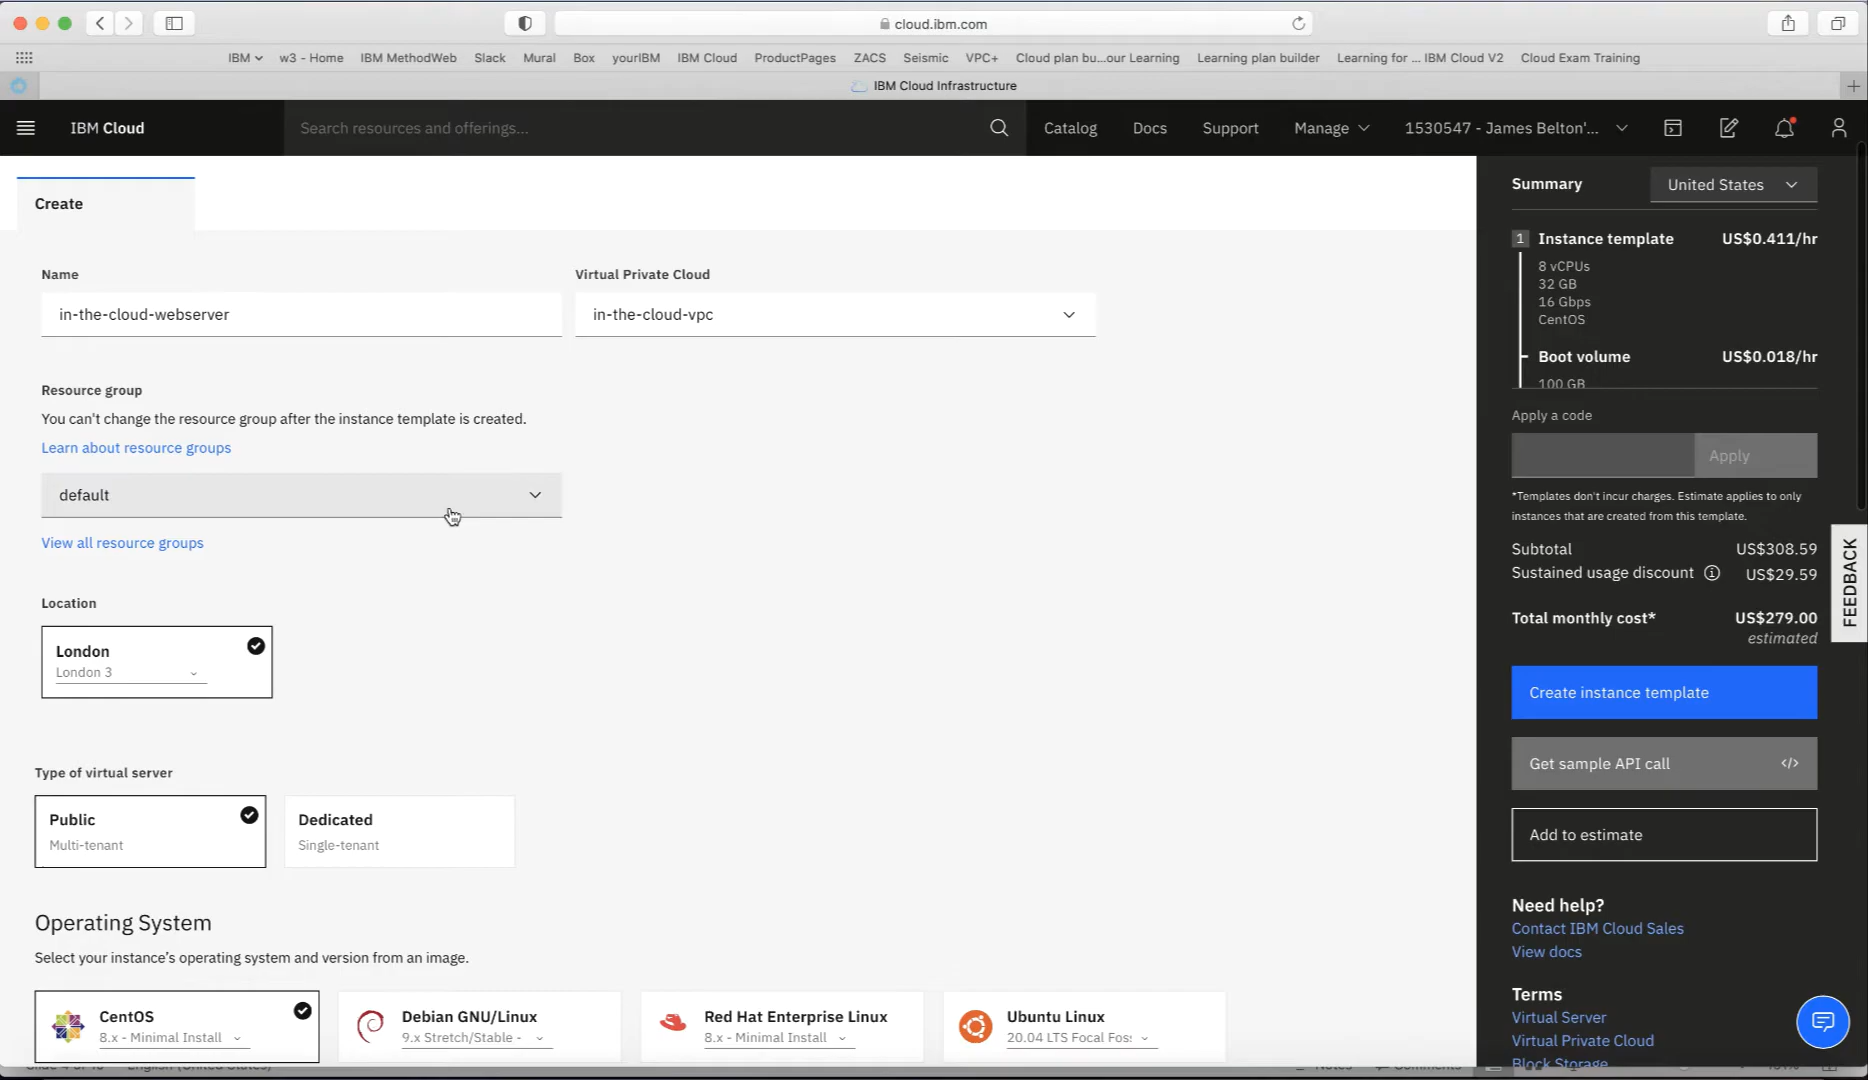 cloud.ibm.com
IBM
w3 - Home
IBM MethodWeb
Slack
Mural
Box
yourIBM
IBM Cloud
ProductPages
ZACS
Seismic
VPC+
Cloud plan bu...our Learning
Learning plan builder
Learning for ... IBM Cloud V2
Cloud Exam Training
IBM Cloud Infrastructure
IBM Cloud
Search resources and offerings...
Catalog
Docs
Support
Manage
1530547 - James Belton'...
Create
Name
in-the-cloud-webserver
Virtual Private Cloud
in-the-cloud-vpc
Resource group
You can't change the resource group after the instance template is created.
Learn about resource groups
default
View all resource groups
Location
London
London 3
Type of virtual server
Public
Multi-tenant
Dedicated
Single-tenant
Operating System
Select your instance's operating system and version from an image.
CentOS
8.x - Minimal Install
Debian GNU/Linux
9.x Stretch/Stable -
Red Hat Enterprise Linux
8.x - Minimal Install
Ubuntu Linux
20.04 LTS Focal Foss
Summary
United States
1 Instance template US$0.411/hr
8 vCPUs
32 GB
16 Gbps
CentOS
Boot volume US$0.018/hr
100 GB
Apply a code
Apply
*Templates don't incur charges. Estimate applies to only
instances that are created from this template.
Subtotal US$308.59
Sustained usage discount US$29.59
Total monthly cost* US$279.00
estimated
Create instance template
Get sample API call </>
Add to estimate
Need help?
Contact IBM Cloud Sales
View docs
Terms
Virtual Server
Virtual Private Cloud
Block Storage
FEEDBACK